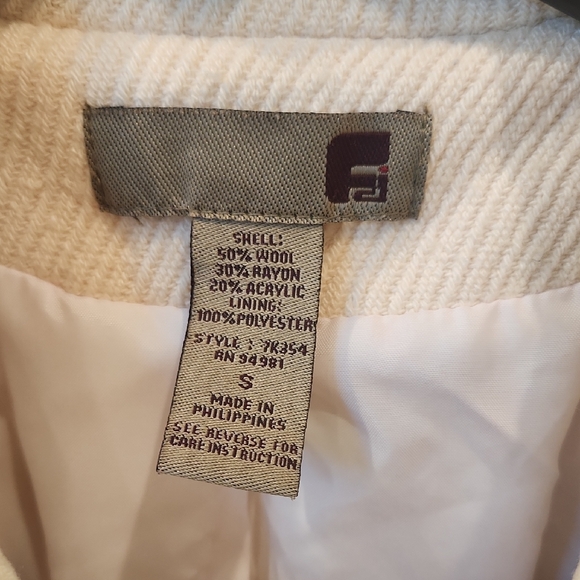 Fi
SHELL:
50% WOOL
30% RAYON
20% ACRYLIC
LINING:
100% POLYESTER
STYLE : 7K354
RN 94981
S
MADE IN
PHILIPPINES
SEE REVERSE FOR
CARE INSTRUCTION